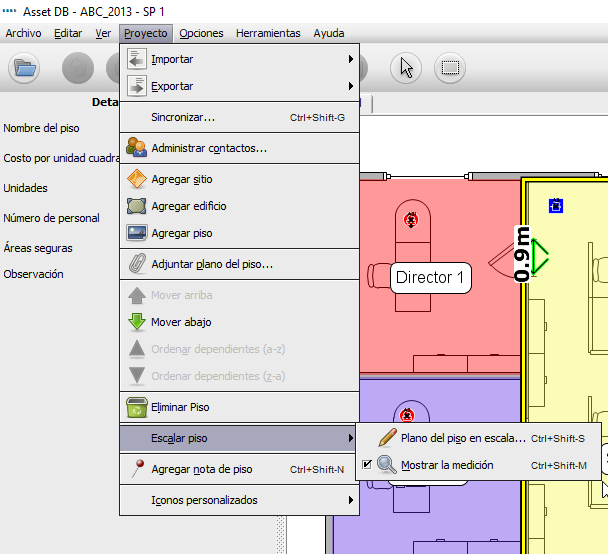 Asset DB - ABC_2013 - SP 1
Archivo Editar Ver Proyecto Opciones Herramientas Ayuda
Nombre del piso
Costo por unidad cuadra
Unidades
Número de personal
Áreas seguras
Observación
Importar
Exportar
Sincronizar... Ctrl+Shift-G
Administrar contactos...
Agregar sitio
Agregar edificio
Agregar piso
Adjuntar plano del piso...
Mover arriba
Mover abajo
Ordenar dependientes (a-z)
Ordenar dependientes (z-a)
Eliminar Piso
Escalar piso
Agregar nota de piso Ctrl+Shift-N
Iconos personalizados
Plano del piso en escala... Ctrl+Shift-S
Mostrar la medición Ctrl+Shift-M
Director 1
0.9m